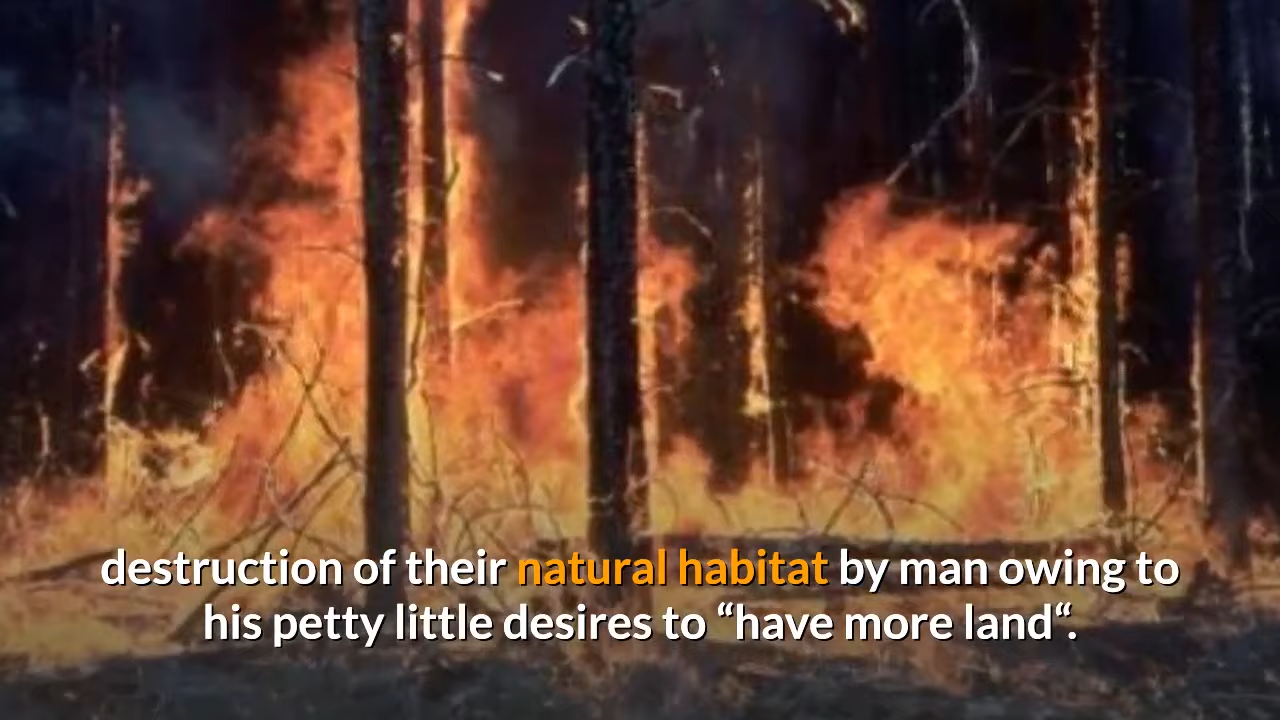 destruction of their natural habitat by man owing to
his petty little desires to “have more land“.